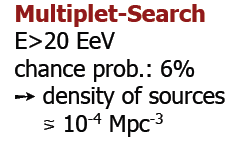 Multiplet-Search
E>20 EeV
chance prob.: 6%
➙ density of sources
⋝ 10⁻⁴ Mpc⁻³